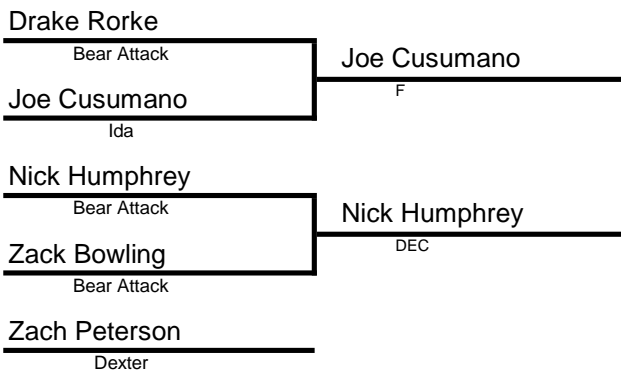 Drake Rorke
Bear Attack
Joe Cusumano
Ida
Nick Humphrey
Bear Attack
Zack Bowling
Bear Attack
Zach Peterson
Dexter
Joe Cusumano
F
Nick Humphrey
DEC